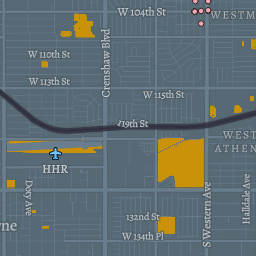 W 104th St
WESTM
W 110th St
Crenshaw Blvd
W 113th St
W 115th St
119th St
WEST
ATHEN
HHR
Doty Ave
S Western Ave
Halldale Ave
132nd St
rne
W 134th Pl